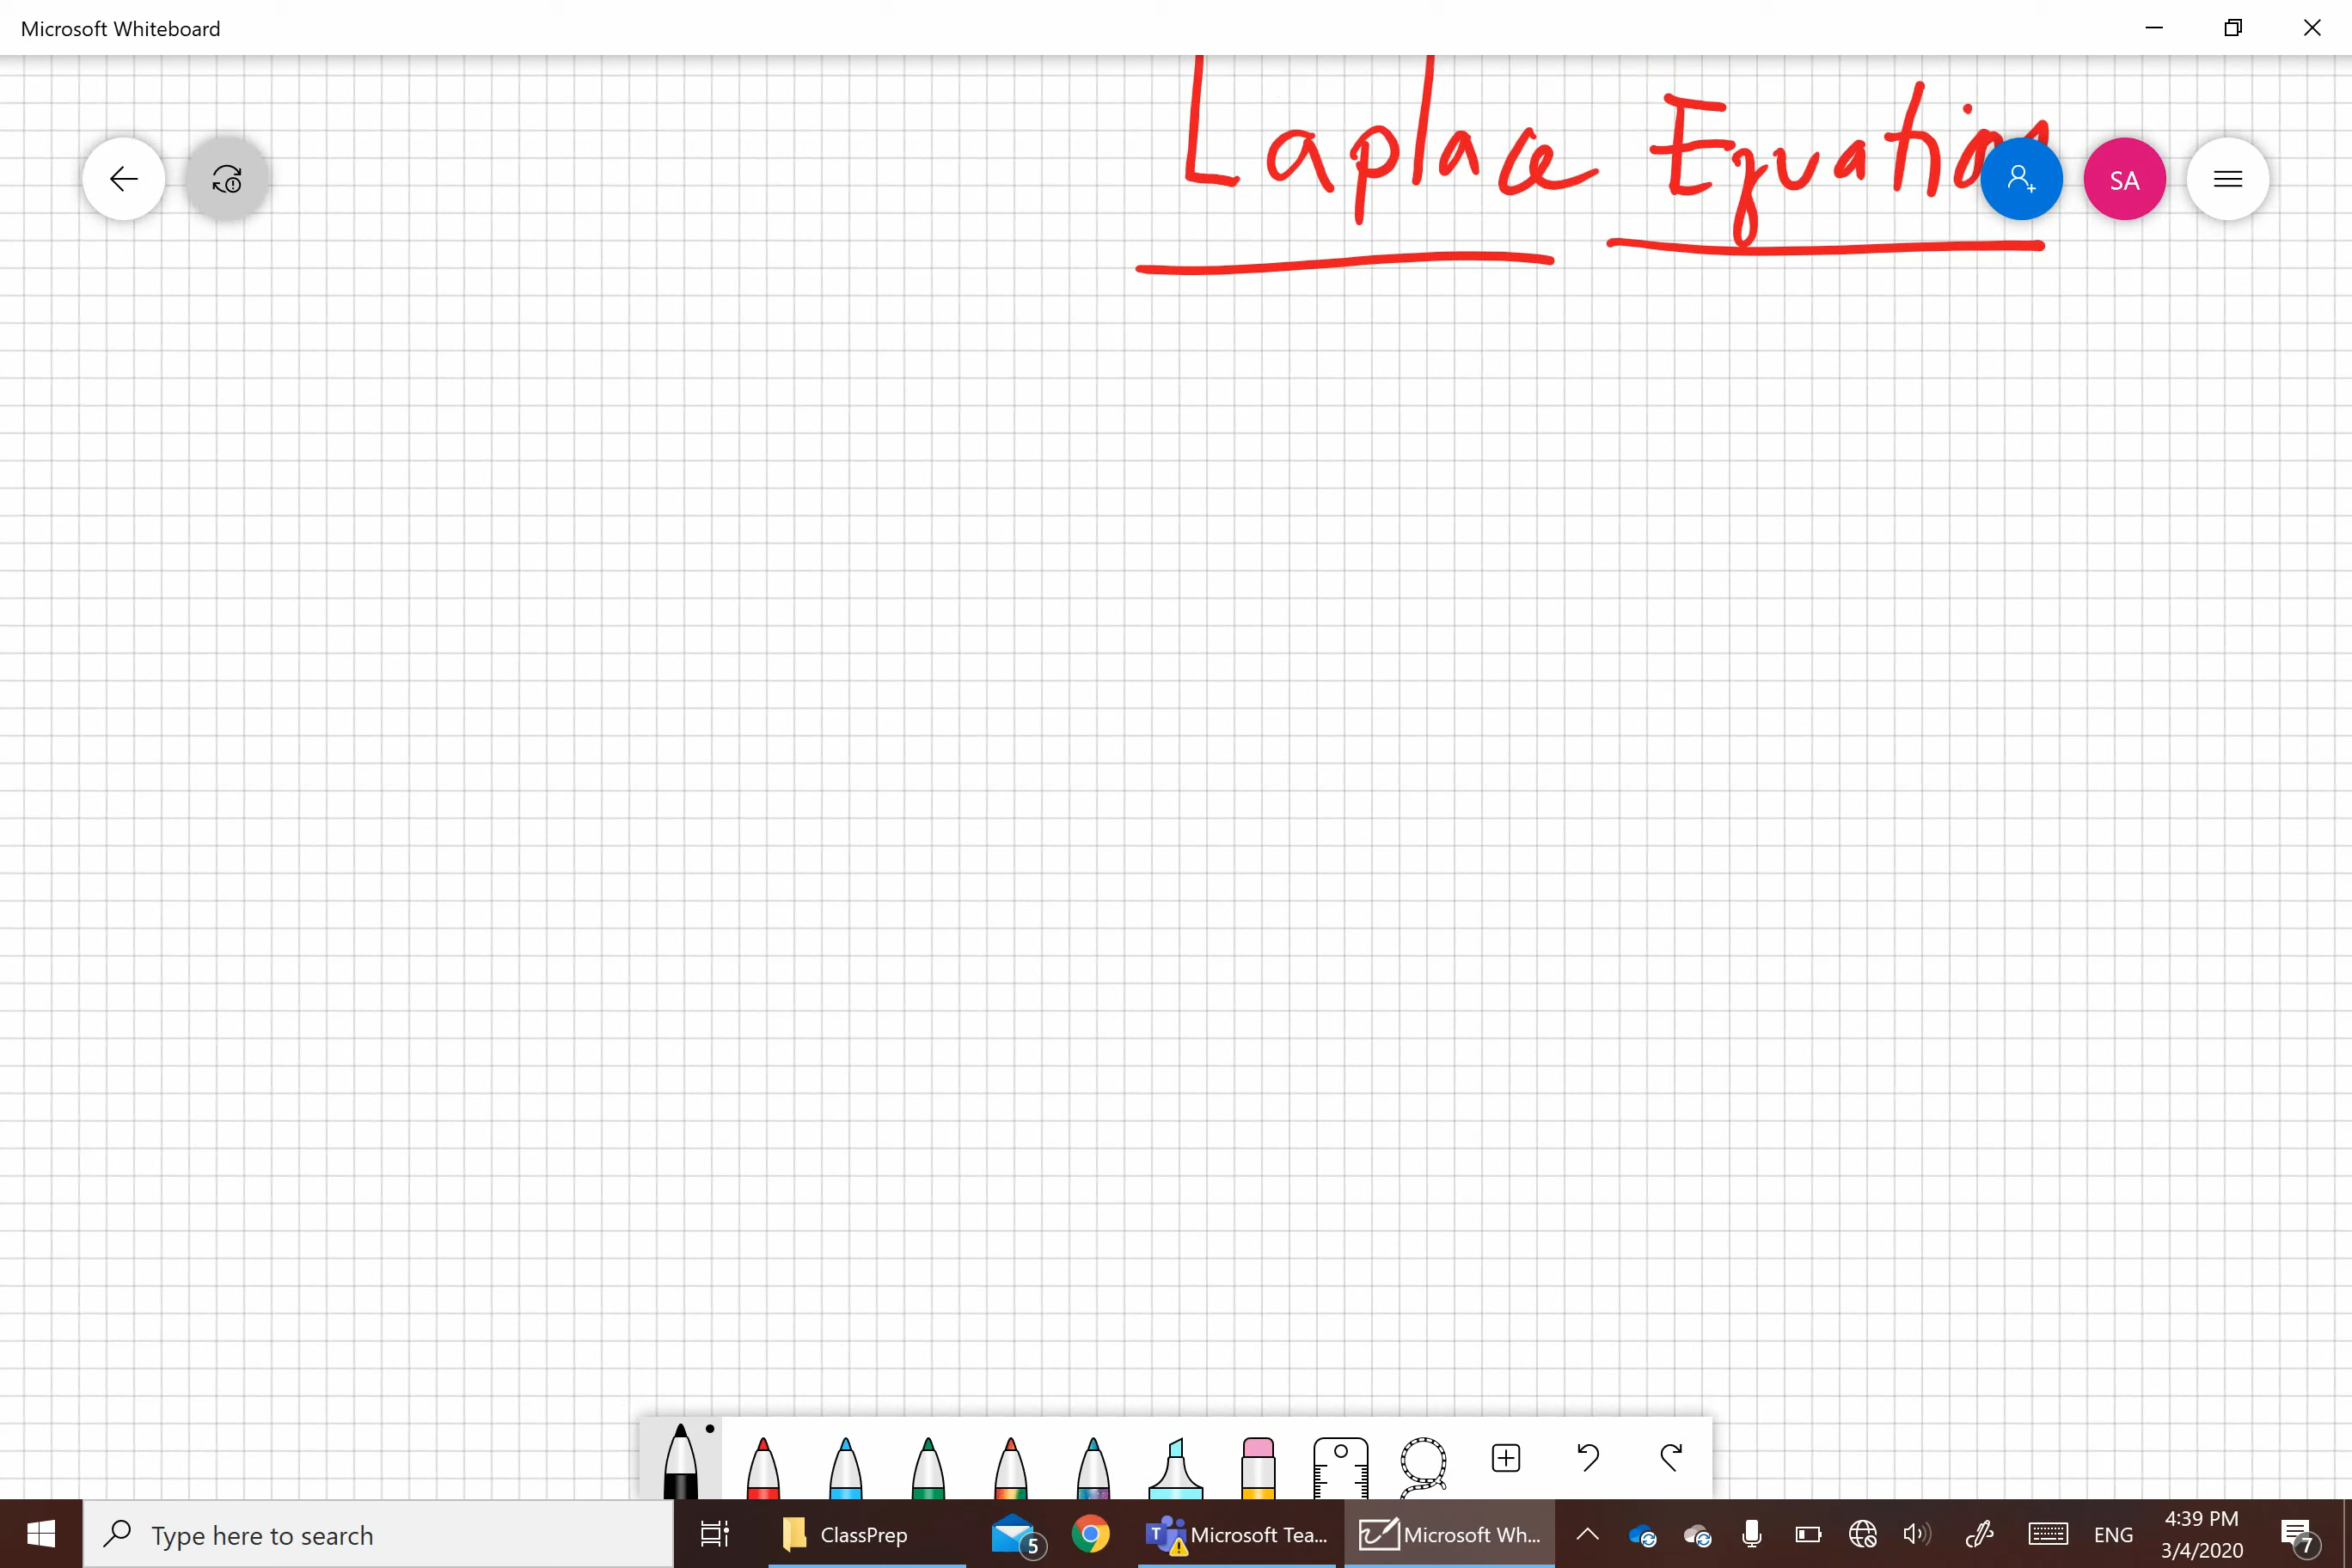 Microsoft Whiteboard
Laplace Equation
SA
Type here to search
ClassPrep
5
Microsoft Tea...
Microsoft Wh...
ENG
4:39 PM
3/4/2020
7